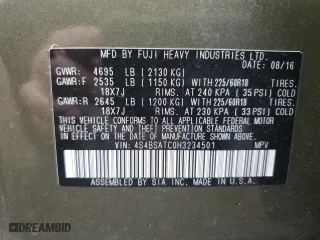 MFD BY FUJI HEAVY INDUSTRIES LTD. 08/16
GVWR: 4695 LB (2130 KG)
GAWR:F 2535 LB (1150 KG) WITH 225/60R18 TIRES.
18X7J RIMS. AT 240 KPA (35 PSI) COLD
GAWR:R 2645 LB (1200 KG) WITH 225/60R18 TIRES.
18X7J RIMS. AT 230 KPA (33 PSI) COLD
THIS VEHICLE CONFORMS TO ALL APPLICABLE FEDERAL MOTOR
VEHICLE SAFETY, BUMPER, AND THEFT PREVENTION
STANDARDS IN EFFECT ON THE DATE OF MANUFACTURE
SHOWN ABOVE.
VIN: 4S4BSATC0H3234501 MPV
ASSEMBLED BY SIA INC. MADE IN U.S.A.